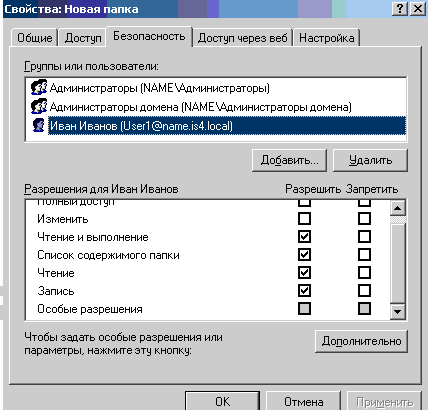 Свойства: Новая папка
Общие Доступ Безопасность Доступ через веб Настройка
Группы или пользователи:
Администраторы (NAME\Администраторы)
Администраторы домена (NAME\Администраторы домена)
Иван Иванов (User1@name.is4.local)
Добавить... Удалить
Разрешения для Иван Иванов Разрешить Запретить
Полный доступ
Изменить
Чтение и выполнение
Список содержимого папки
Чтение
Запись
Особые разрешения
Чтобы задать особые разрешения или
параметры, нажмите эту кнопку: Дополнительно
OK Отмена Применить